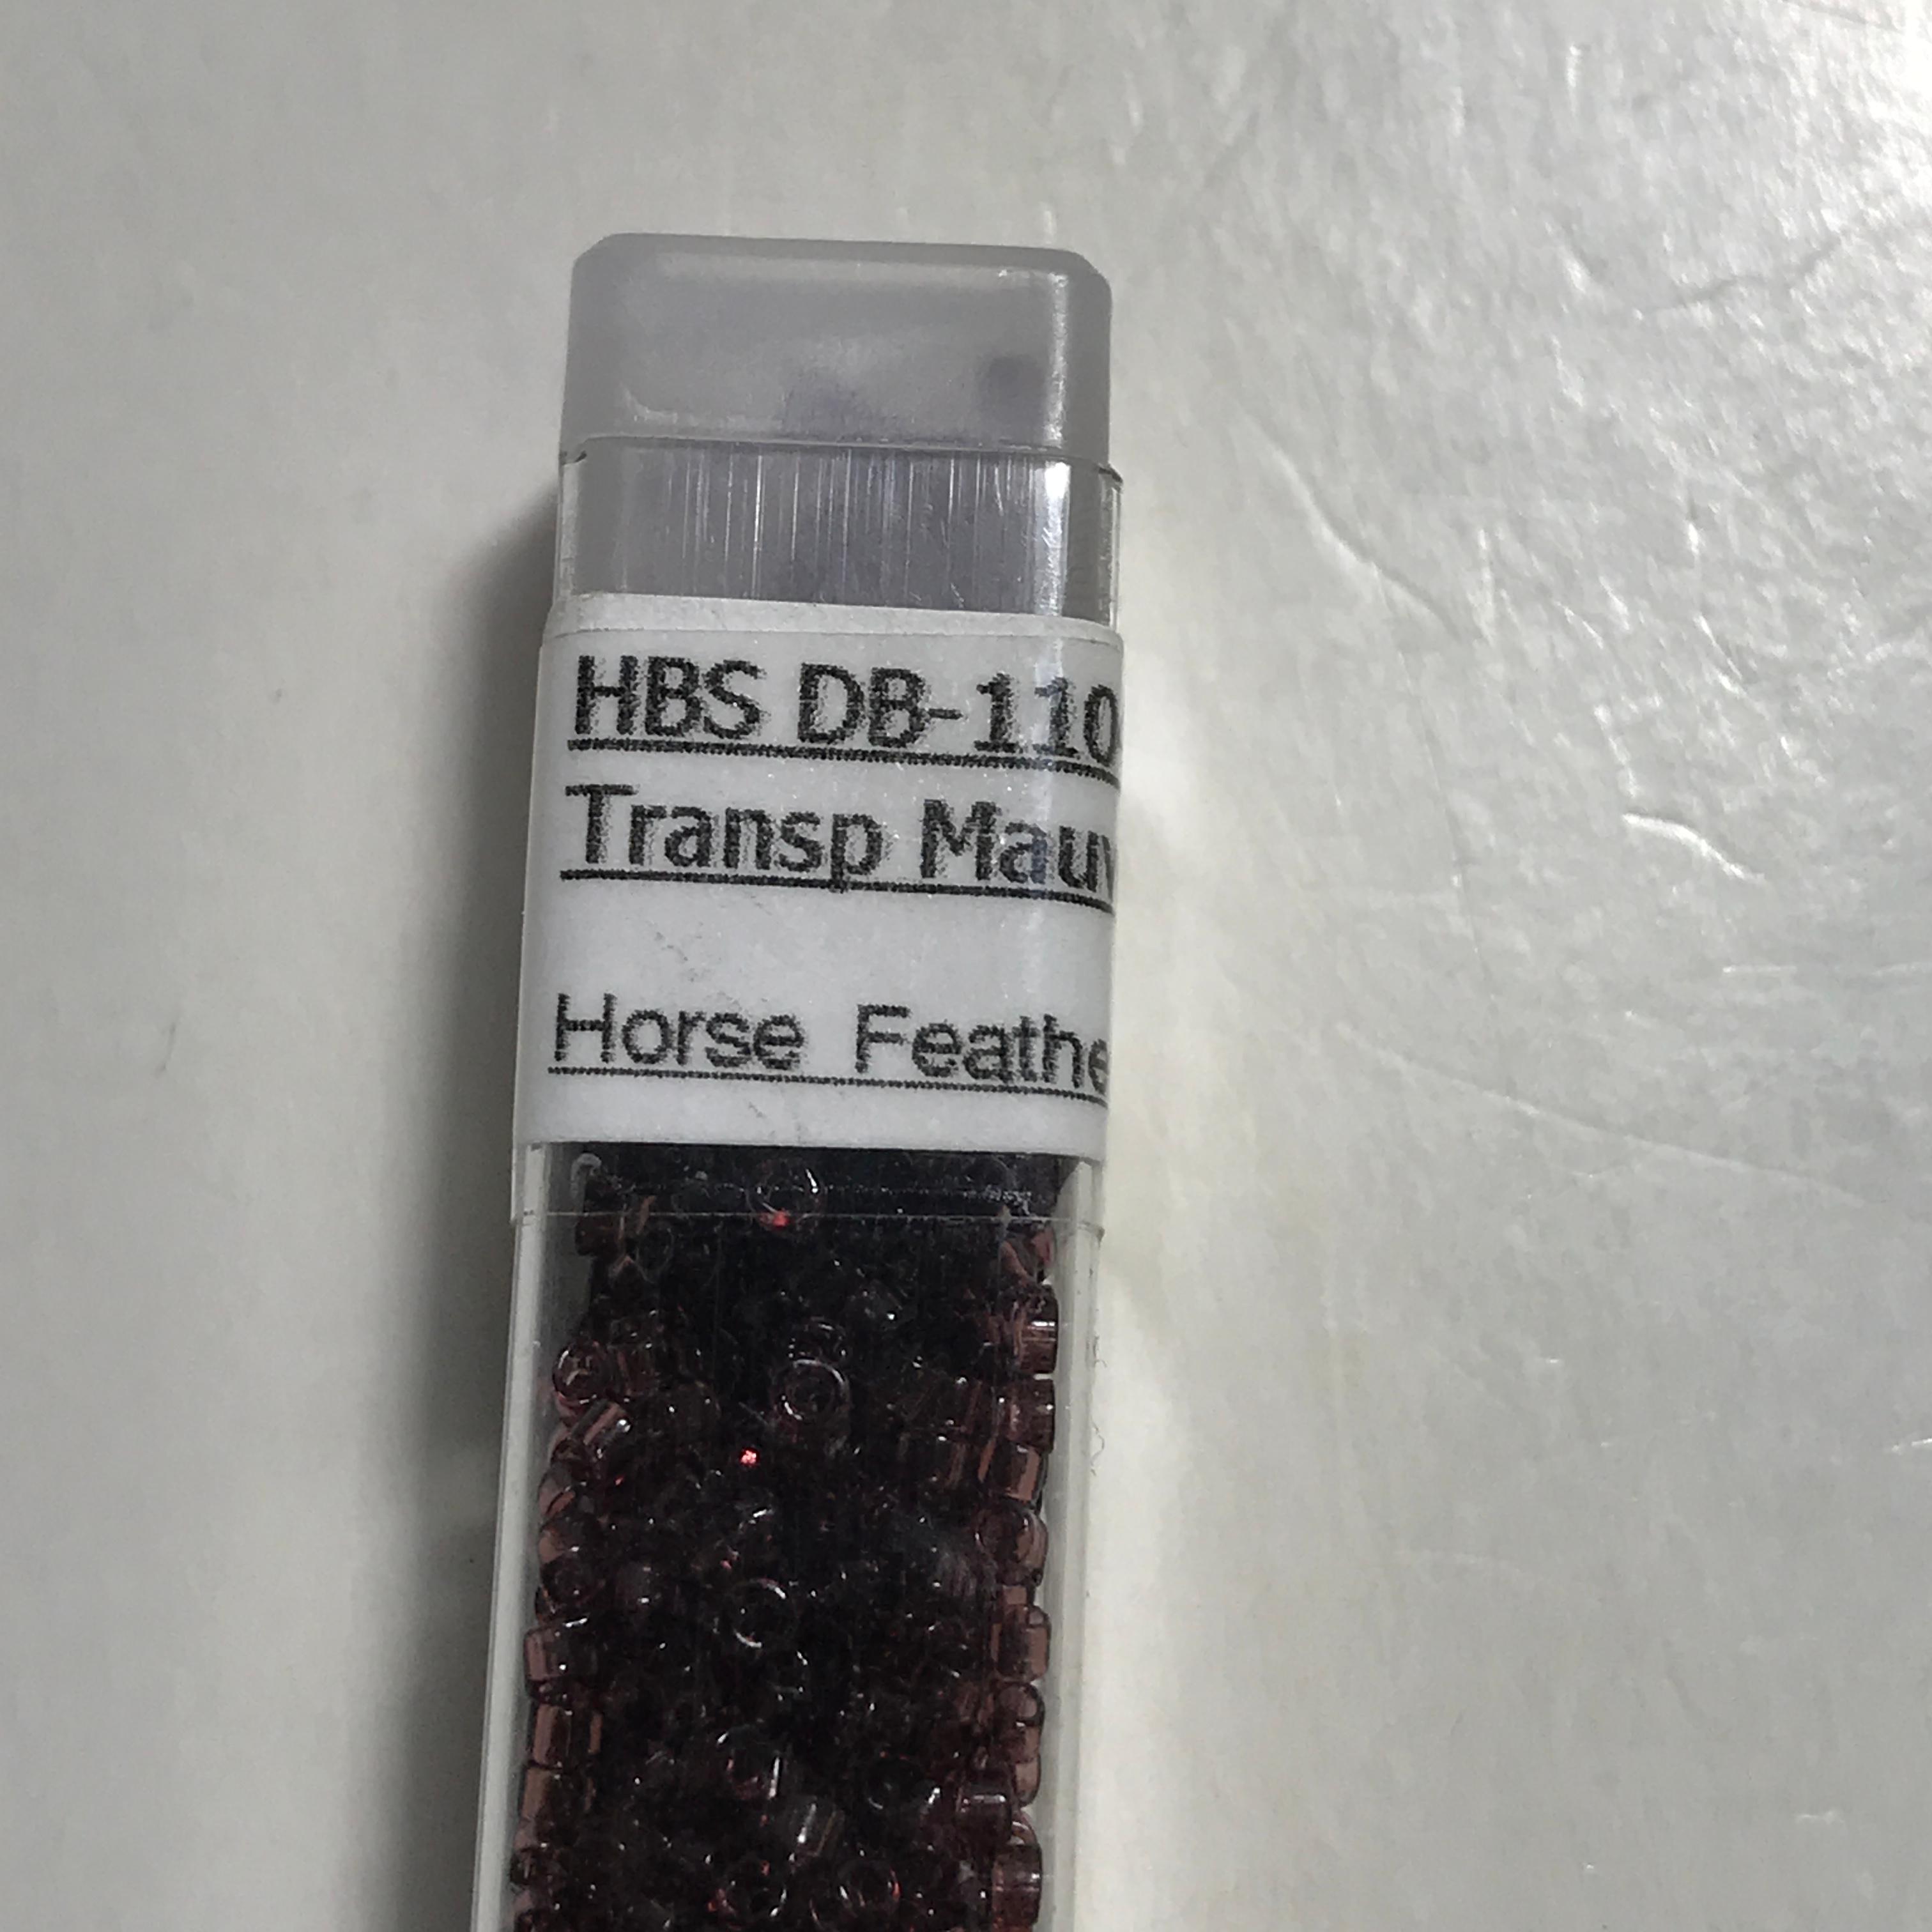 HBS DB-110
Transp Mauv
Horse Feathe